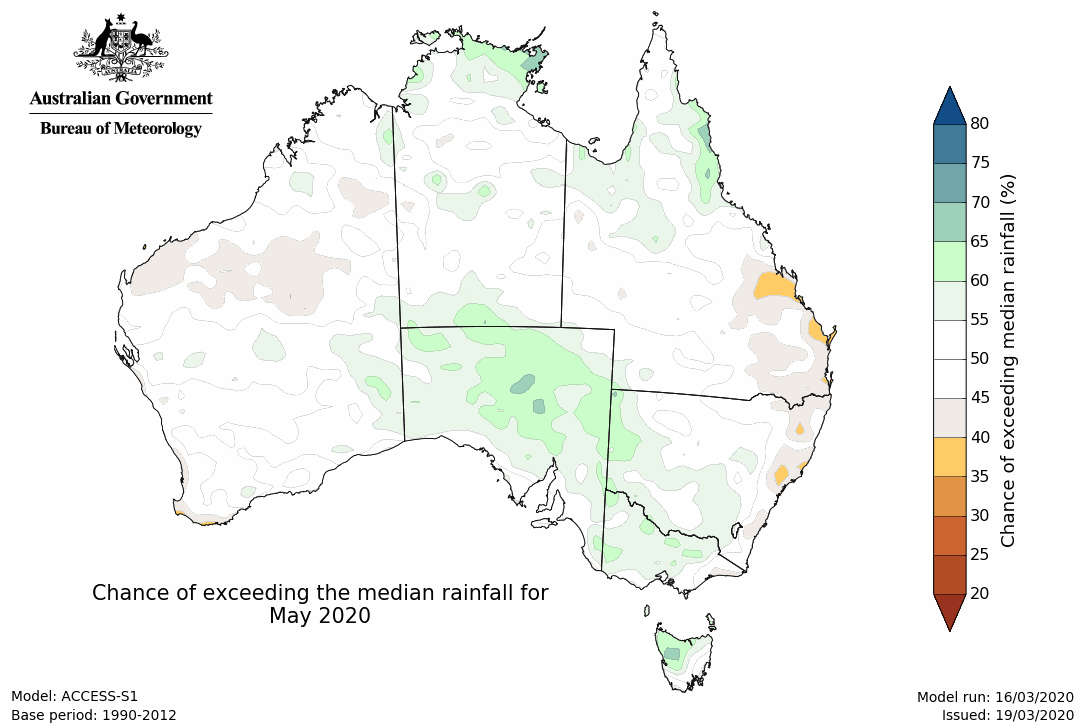 Australian Government
Bureau of Meteorology
80
75
70
65
60
55
50
45
40
35
30
25
20
Chance of exceeding median rainfall (%)
Chance of exceeding the median rainfall for
May 2020
Model: ACCESS-S1
Base period: 1990-2012
Model run: 16/03/2020
Issued: 19/03/2020